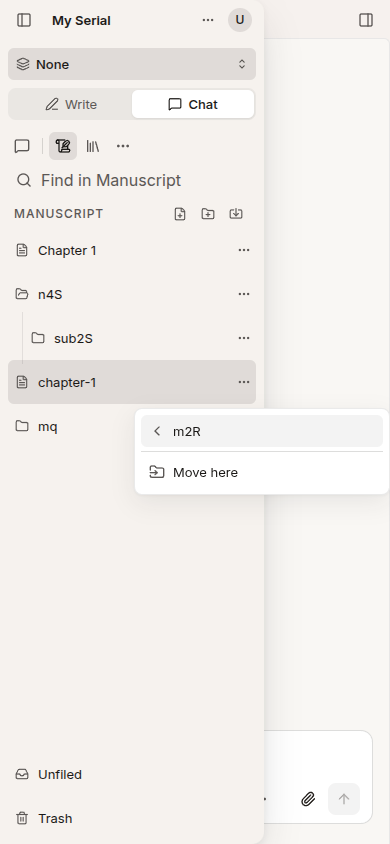 My Serial
U
None
Write
Chat
Find in Manuscript
MANUSCRIPT
Chapter 1
n4S
sub2S
chapter-1
mq
m2R
Move here
Unfiled
Trash